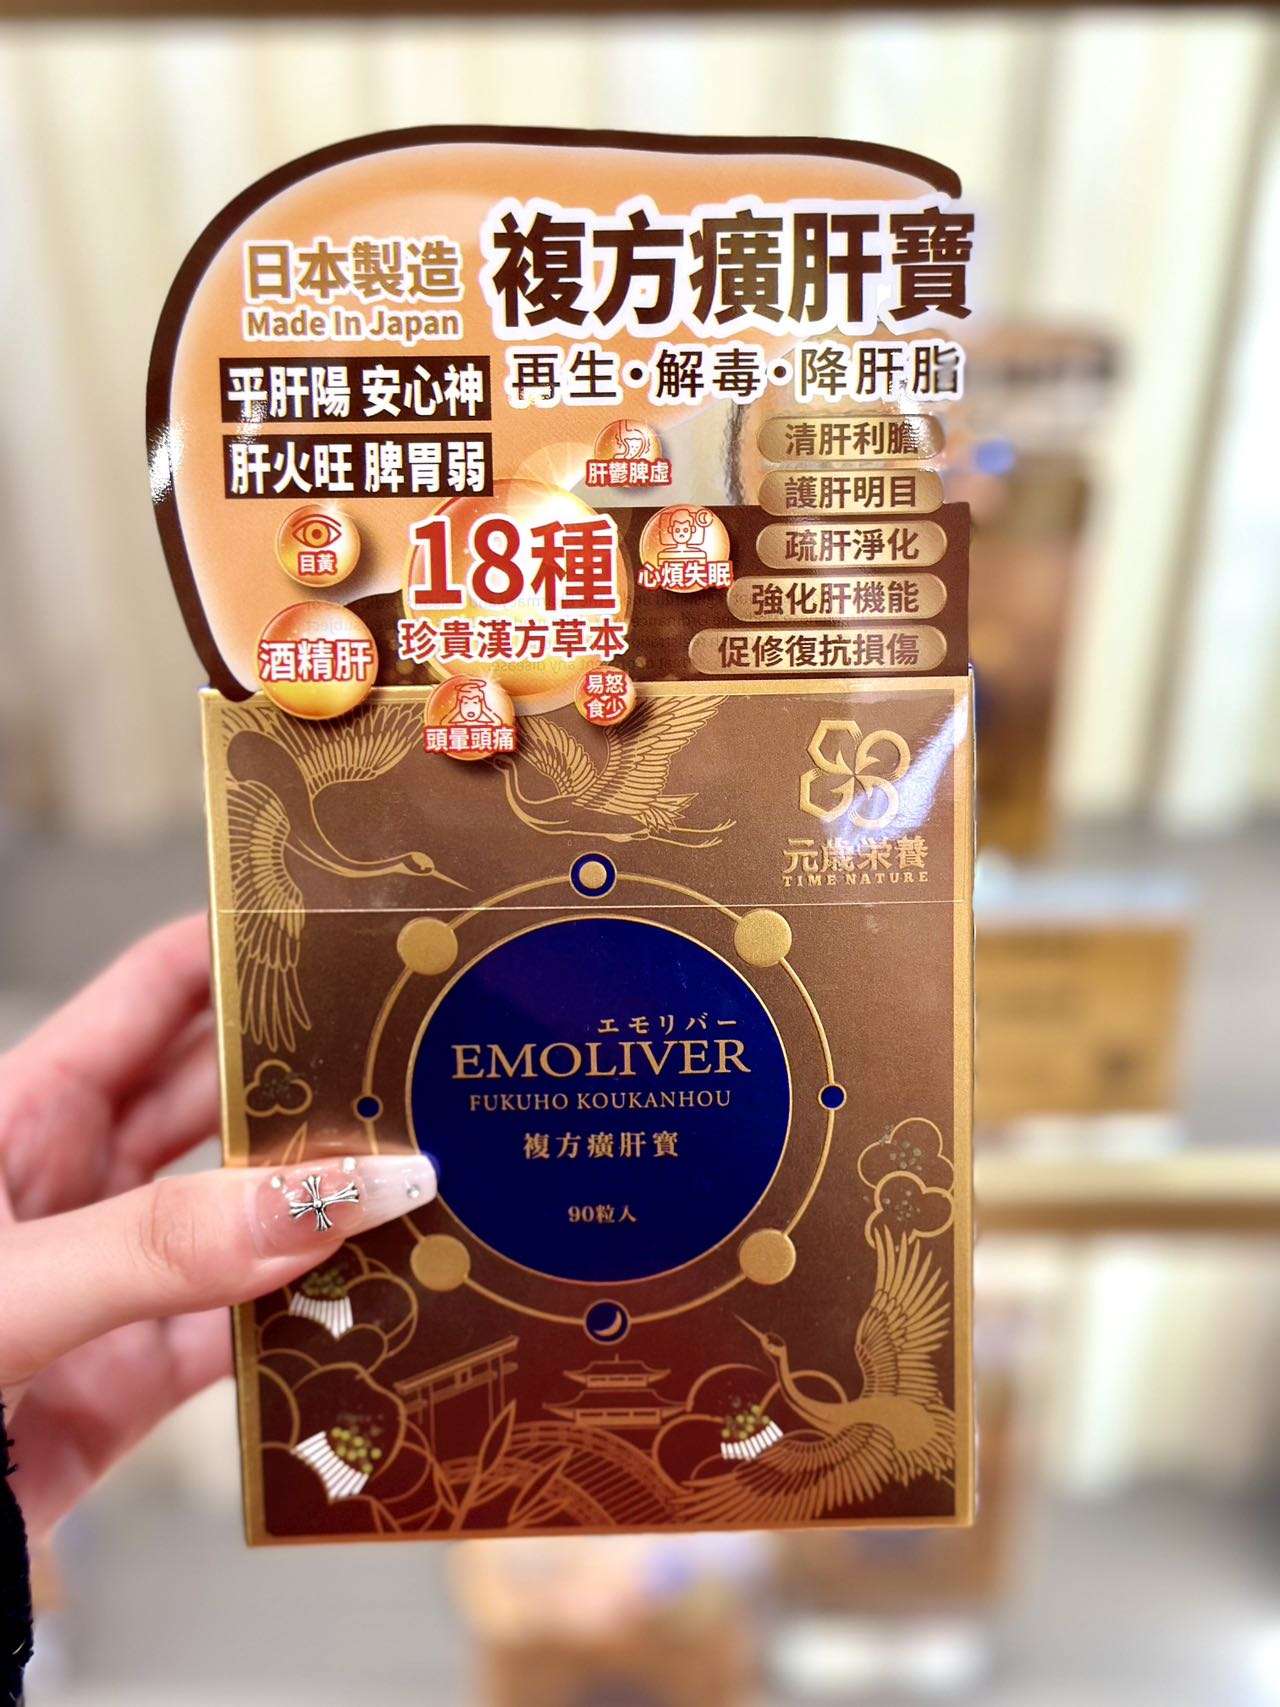 複方癀肝寶
日本製造
Made In Japan
再生・解毒・降肝脂
平肝陽 安心神
肝火旺 脾胃弱
肝鬱脾虛
清肝利膽
護肝明目
疏肝淨化
強化肝機能
促修復抗損傷
目黃
18種
珍貴漢方草本
心煩失眠
酒精肝
頭暈頭痛
易怒
食少
元歲栄養
TIME NATURE
エモリバー
EMOLIVER
FUKUHO KOUKANHOU
複方癀肝寶
90粒入